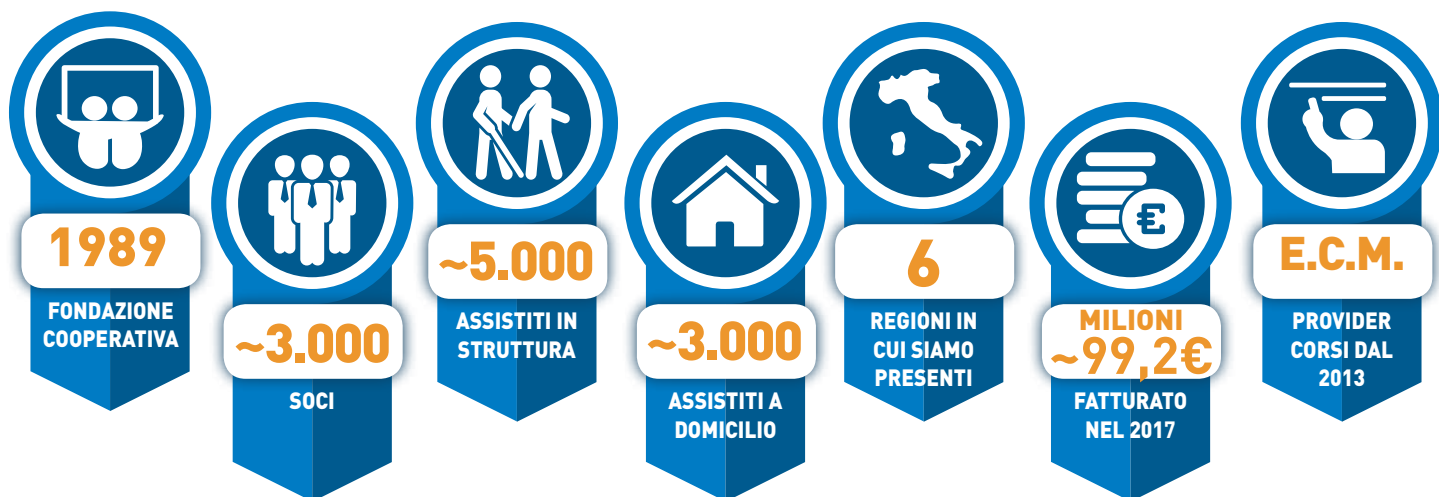 1989
FONDAZIONE
COOPERATIVA
~3.000
SOCI
~5.000
ASSISTITI IN
STRUTTURA
~3.000
ASSISTITI A
DOMICILIO
6
REGIONI IN
CUI SIAMO
PRESENTI
€
MILIONI
~99,2€
FATTURATO
NEL 2017
E.C.M.
PROVIDER
CORSI DAL
2013